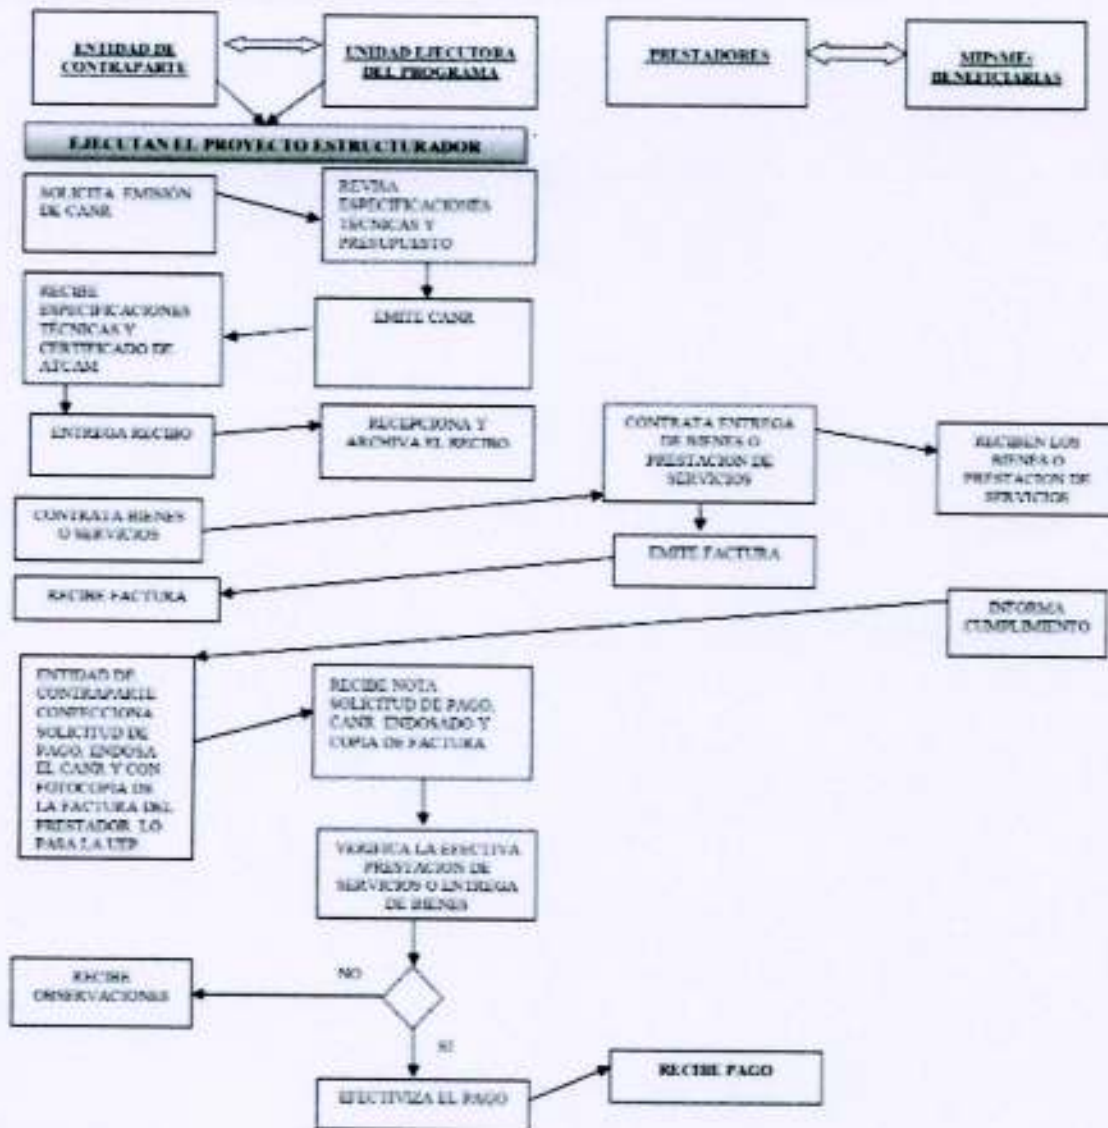 ENTIDAD DE
CONTRAPARTE
UNIDAD EJECUTORA
DEL PROGRAMA
PRESTADORES
MIPyMEs
BENEFICIARIAS
EJECUTAN EL PROYECTO ESTRUCTURADOR
SOLICITA EMISIÓN
DE CANR
REVISA
ESPECIFICACIONES
TÉCNICAS Y
PRESUPUESTO
RECIBE
ESPECIFICACIONES
TÉCNICAS Y
CERTIFICADO DE
ATCAM
EMITE CANR
ENTREGA RECIBO
RECEPCIONA Y
ARCHIVA EL RECIBO
CONTRATA ENTREGA
DE BIENES O
PRESTACION DE
SERVICIOS
RECIBEN LOS
BIENES O
PRESTACION DE
SERVICIOS
CONTRATA BIENES
O SERVICIOS
EMITE FACTURA
RECIBE FACTURA
INFORMA
CUMPLIMIENTO
ENTIDAD DE
CONTRAPARTE
CONFECCIONA
SOLICITUD DE
PAGO, ENDOSA
EL CANR Y CON
FOTOCOPIA DE
LA FACTURA DEL
PRESTADOR LO
PASA LA UEP
RECIBE NOTA
SOLICITUD DE PAGO,
CANR ENDOSADO Y
COPIA DE FACTURA
VERIFICA LA EFECTIVA
PRESTACION DE
SERVICIOS O ENTREGA
DE BIENES
NO
RECIBE
OBSERVACIONES
SI
EFECTIVIZA EL PAGO
RECIBE PAGO